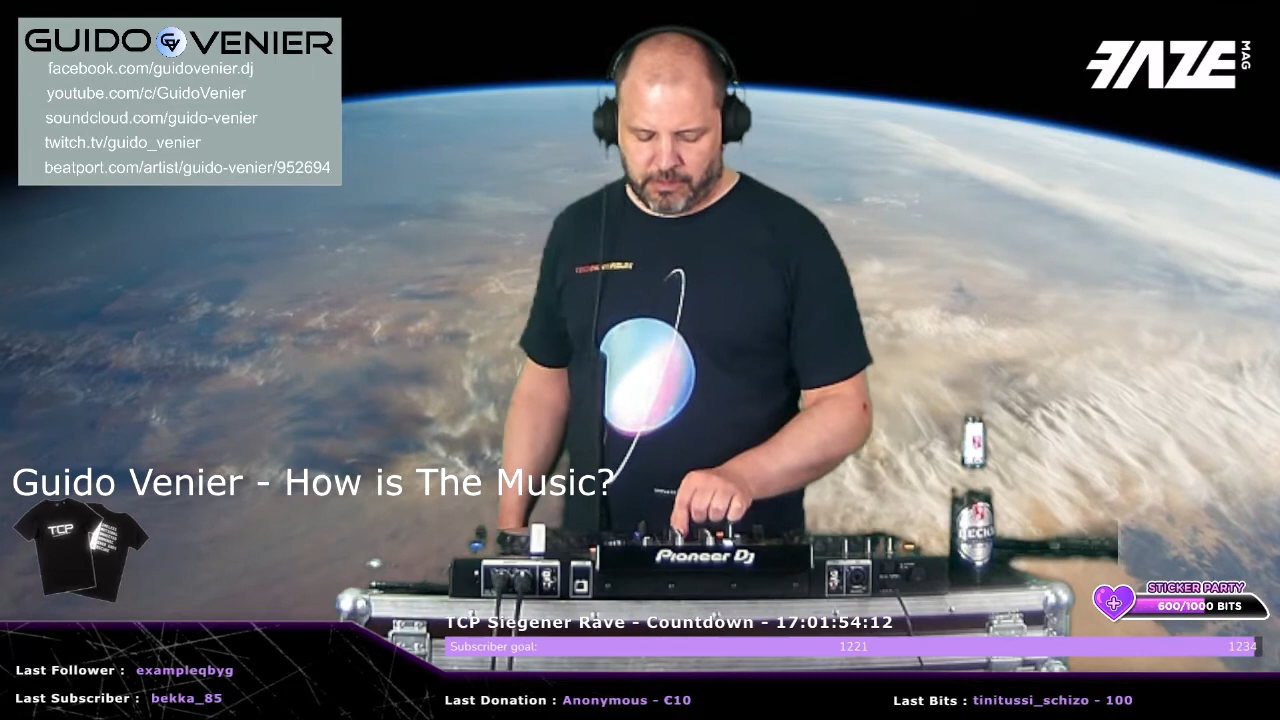 GUIDO GV VENIER
facebook.com/guidovenier.dj
youtube.com/c/GuidoVenier
soundcloud.com/guido-venier
twitch.tv/guido_venier
beatport.com/artist/guido-venier/952694
FAZE MAG
Guido Venier - How is The Music?
TCP
Pioneer Dj
BECK'S
STICKER PARTY
600/1000 BITS
TCP Siegener Rave - Countdown - 17:01:54:12
Subscriber goal: 1221 1234
Last Follower : exampleqbyg
Last Subscriber : bekka_85
Last Donation : Anonymous - €10
Last Bits : tinitussi_schizo - 100